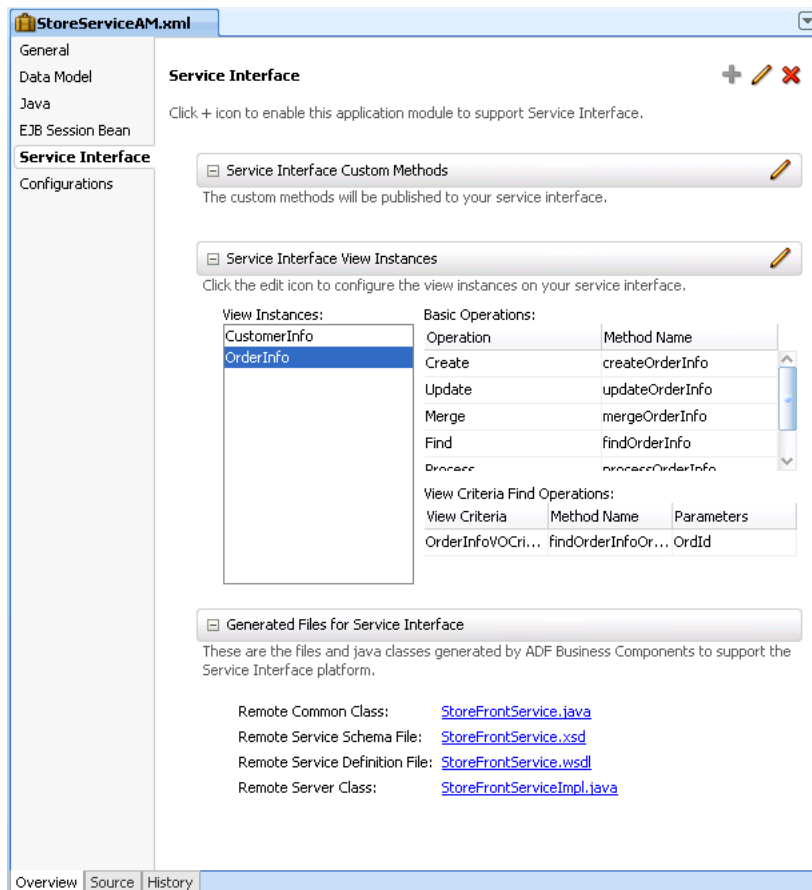 StoreServiceAM.xml
General
Data Model
Java
EJB Session Bean
Service Interface
Configurations
Service Interface
Click + icon to enable this application module to support Service Interface.
Service Interface Custom Methods
The custom methods will be published to your service interface.
Service Interface View Instances
Click the edit icon to configure the view instances on your service interface.
View Instances:
CustomerInfo
OrderInfo
Basic Operations:
Operation Method Name
Create createOrderInfo
Update updateOrderInfo
Merge mergeOrderInfo
Find findOrderInfo
Process processOrderInfo
View Criteria Find Operations:
View Criteria Method Name Parameters
OrderInfoVOCri... findOrderInfoOr... OrdId
Generated Files for Service Interface
These are the files and java classes generated by ADF Business Components to support the
Service Interface platform.
Remote Common Class: StoreFrontService.java
Remote Service Schema File: StoreFrontService.xsd
Remote Service Definition File: StoreFrontService.wsdl
Remote Server Class: StoreFrontServiceImpl.java
Overview Source History